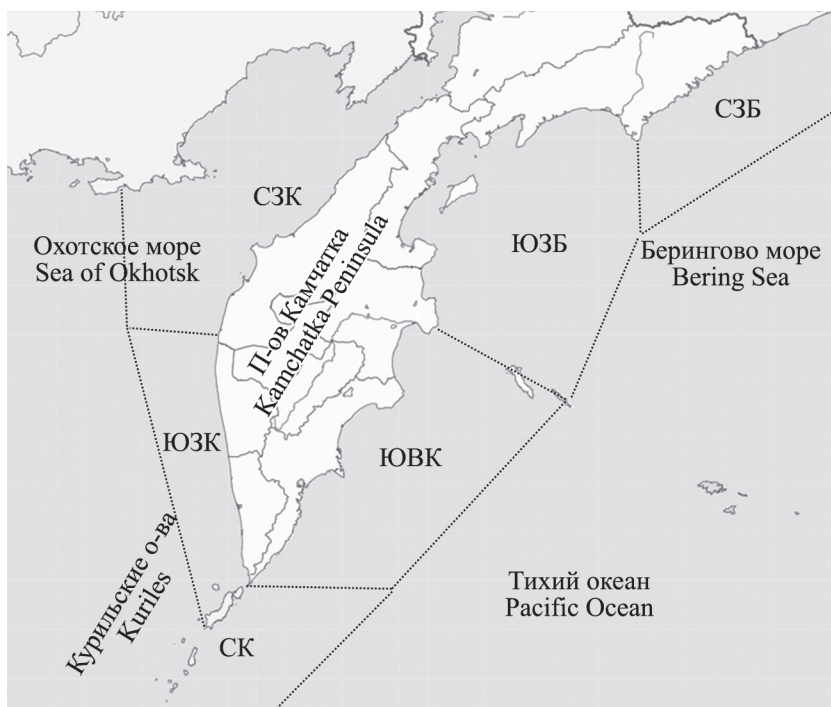 СЗБ
СЗК
Охотское море
Sea of Okhotsk
ЮЗБ
Берингово море
Bering Sea
П-ов Камчатка
Kamchatka Peninsula
ЮЗК
ЮВК
Курильские о-ва
Kuriles
Тихий океан
Pacific Ocean
СК